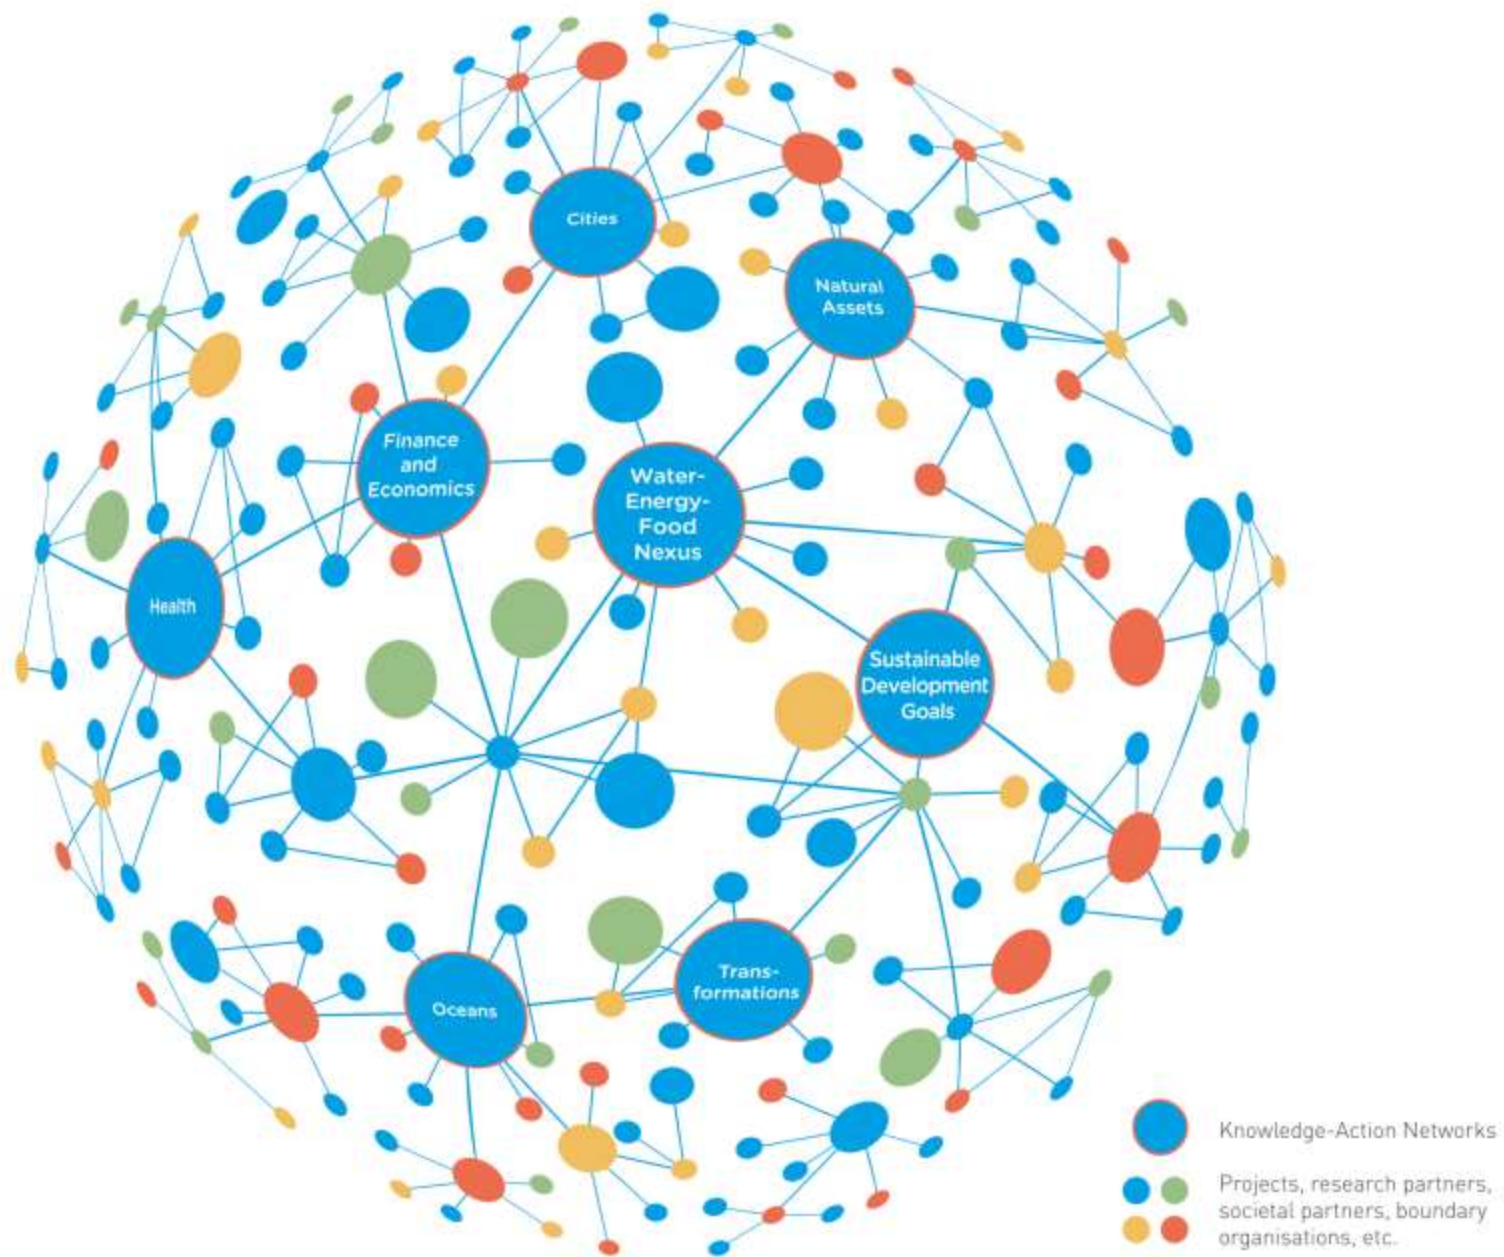 Cities
Natural
Assets
Finance
and
Economics
Water-
Energy-
Food
Nexus
Health
Sustainable
Development
Goals
Trans-
formations
Oceans
Knowledge-Action Networks
Projects, research partners,
societal partners, boundary
organisations, etc.